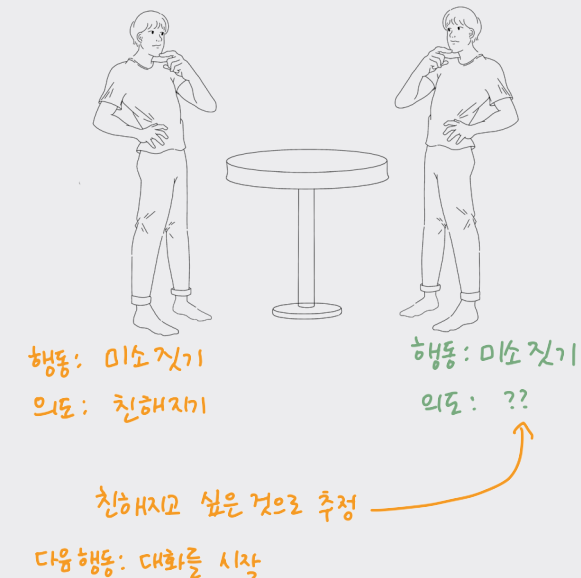 행동: 미소 짓기
의도: 친해지기
행동: 미소 짓기
의도: ??
친해지고 싶은 것으로 추정
다음 행동: 대화를 시작